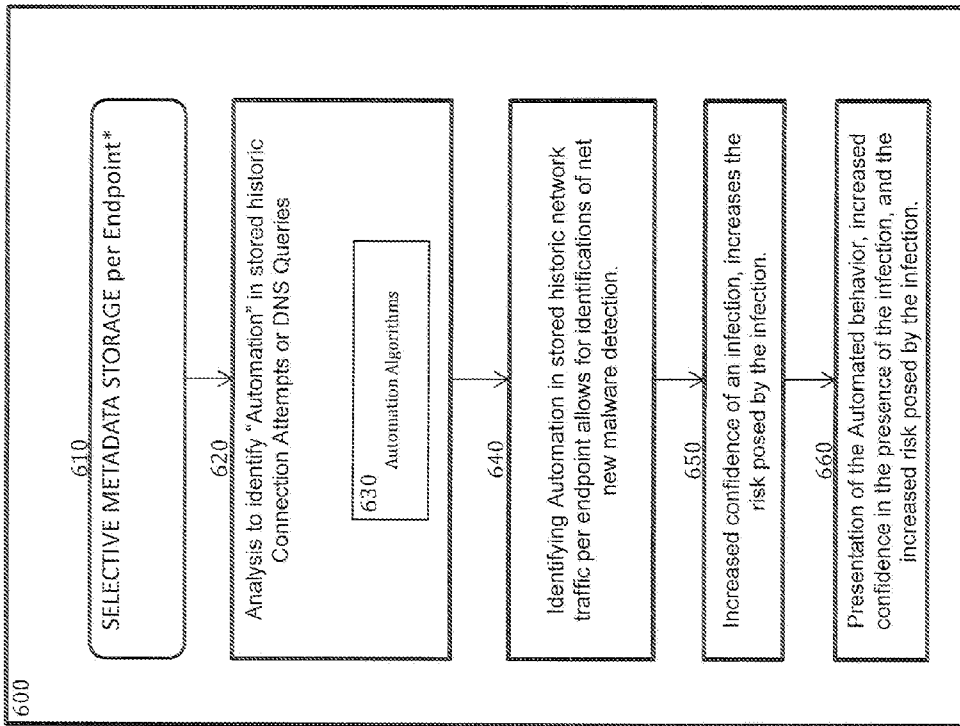 600
610
SELECTIVE METADATA STORAGE per Endpoint*
620
Analysis to identify “Automation” in stored historic
Connection Attempts or DNS Queries
630
Automation Algorithms
640
Identifying Automation in stored historic network
traffic per endpoint allows for identifications of net
new malware detection.
650
Increased confidence of an infection, increases the
risk posed by the infection.
660
Presentation of the Automated behavior, increased
confidence in the presence of the infection, and the
increased risk posed by the infection.